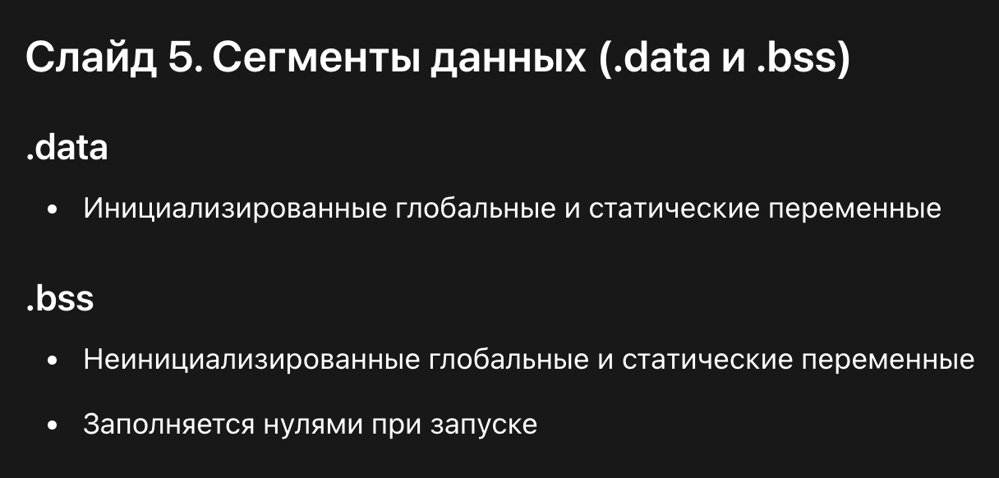 Слайд 5. Сегменты данных (.data и .bss)
.data
• Инициализированные глобальные и статические переменные
.bss
• Неинициализированные глобальные и статические переменные
• Заполняется нулями при запуске